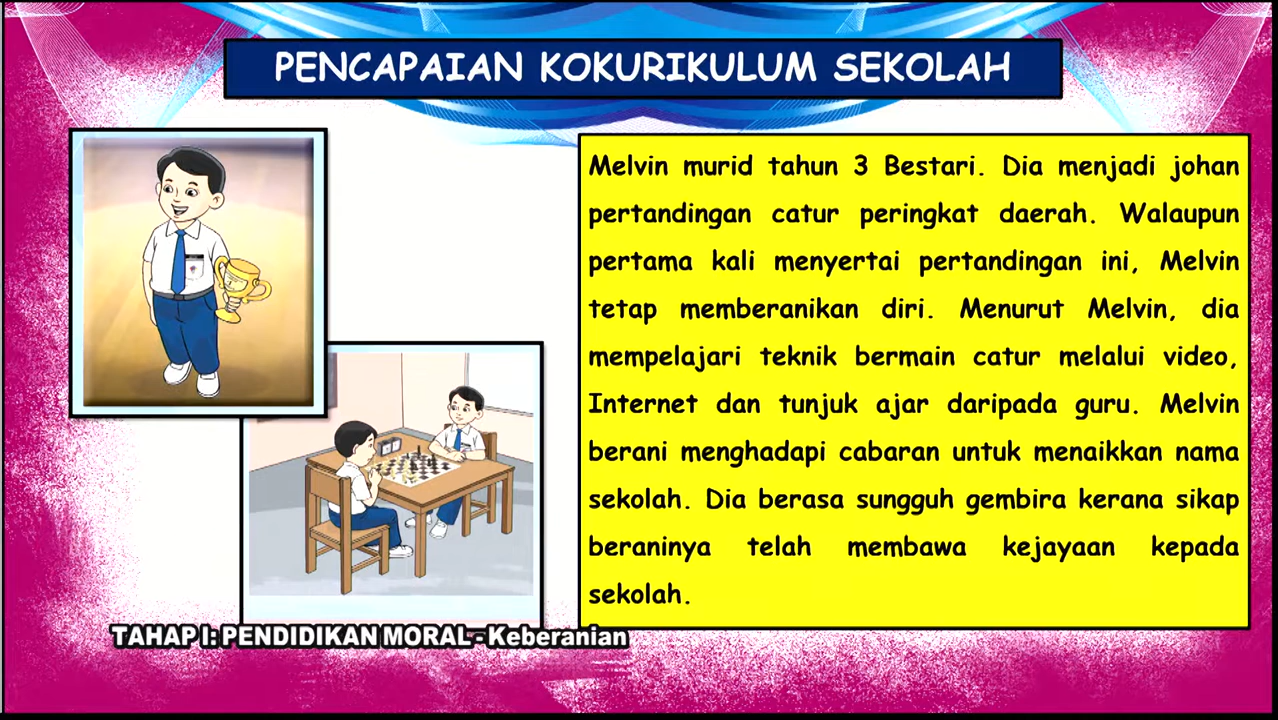 PENCAPAIAN KOKURIKULUM SEKOLAH
Melvin murid tahun 3 Bestari. Dia menjadi johan
pertandingan catur peringkat daerah. Walaupun
pertama kali menyertai pertandingan ini, Melvin
tetap memberanikan diri. Menurut Melvin, dia
mempelajari teknik bermain catur melalui video,
Internet dan tunjuk ajar daripada guru. Melvin
berani menghadapi cabaran untuk menaikkan nama
sekolah. Dia berasa sungguh gembira kerana sikap
beraninya telah membawa kejayaan kepada
sekolah.
TAHAP I: PENDIDIKAN MORAL - Keberanian